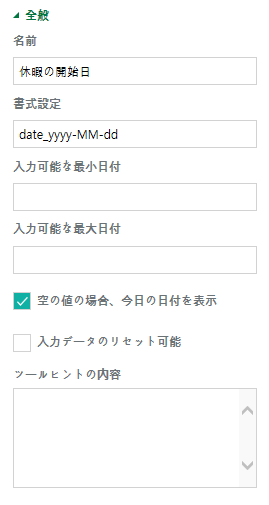 全般
名前
休暇の開始日
書式設定
date_yyyy-MM-dd
入力可能な最小日付
入力可能な最大日付
空の値の場合、今日の日付を表示
入力データのリセット可能
ツールヒントの内容